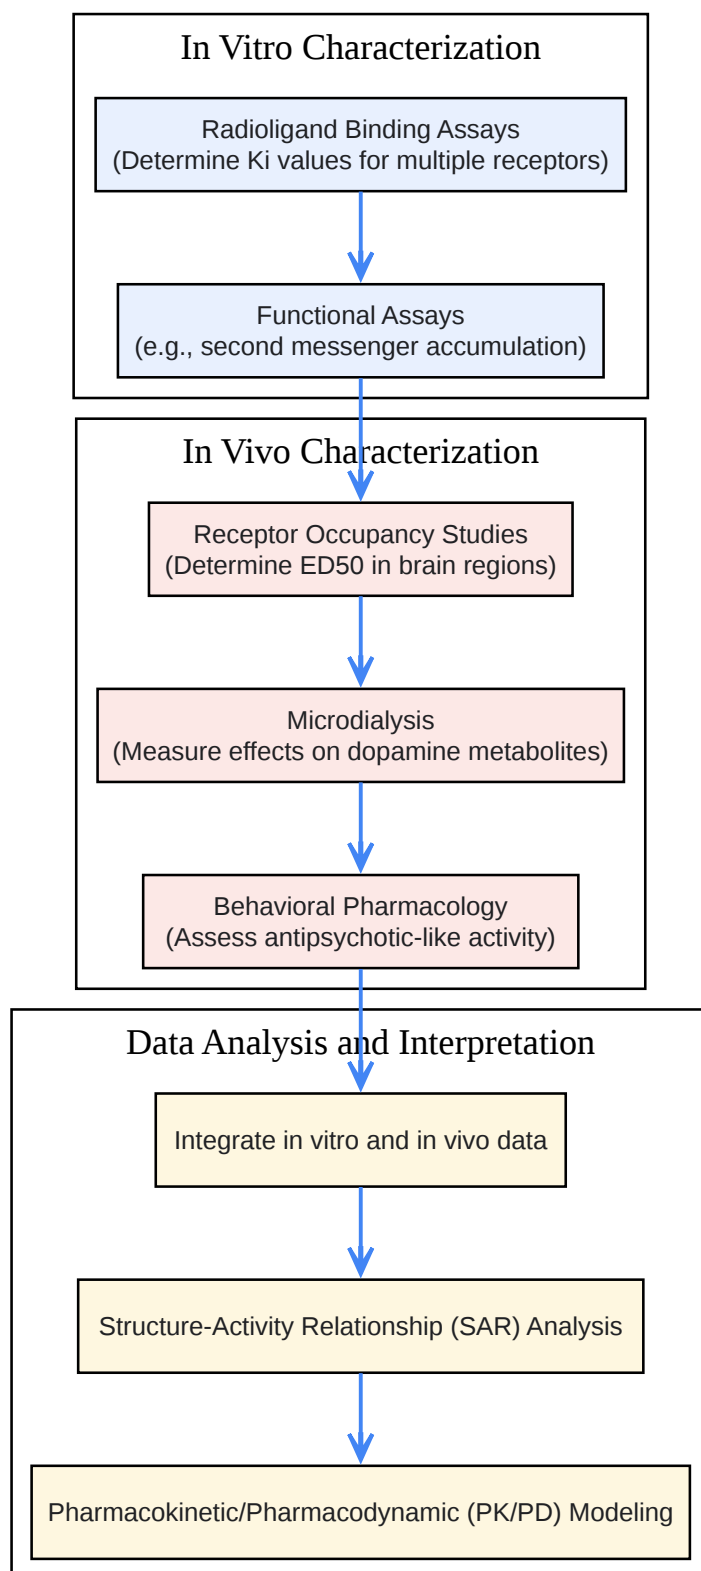 In Vitro Characterization
Radioligand Binding Assays
(Determine Ki values for multiple receptors)
Functional Assays
(e.g., second messenger accumulation)
In Vivo Characterization
Receptor Occupancy Studies
(Determine ED50 in brain regions)
Microdialysis
(Measure effects on dopamine metabolites)
Behavioral Pharmacology
(Assess antipsychotic-like activity)
Data Analysis and Interpretation
Integrate in vitro and in vivo data
Structure-Activity Relationship (SAR) Analysis
Pharmacokinetic/Pharmacodynamic (PK/PD) Modeling